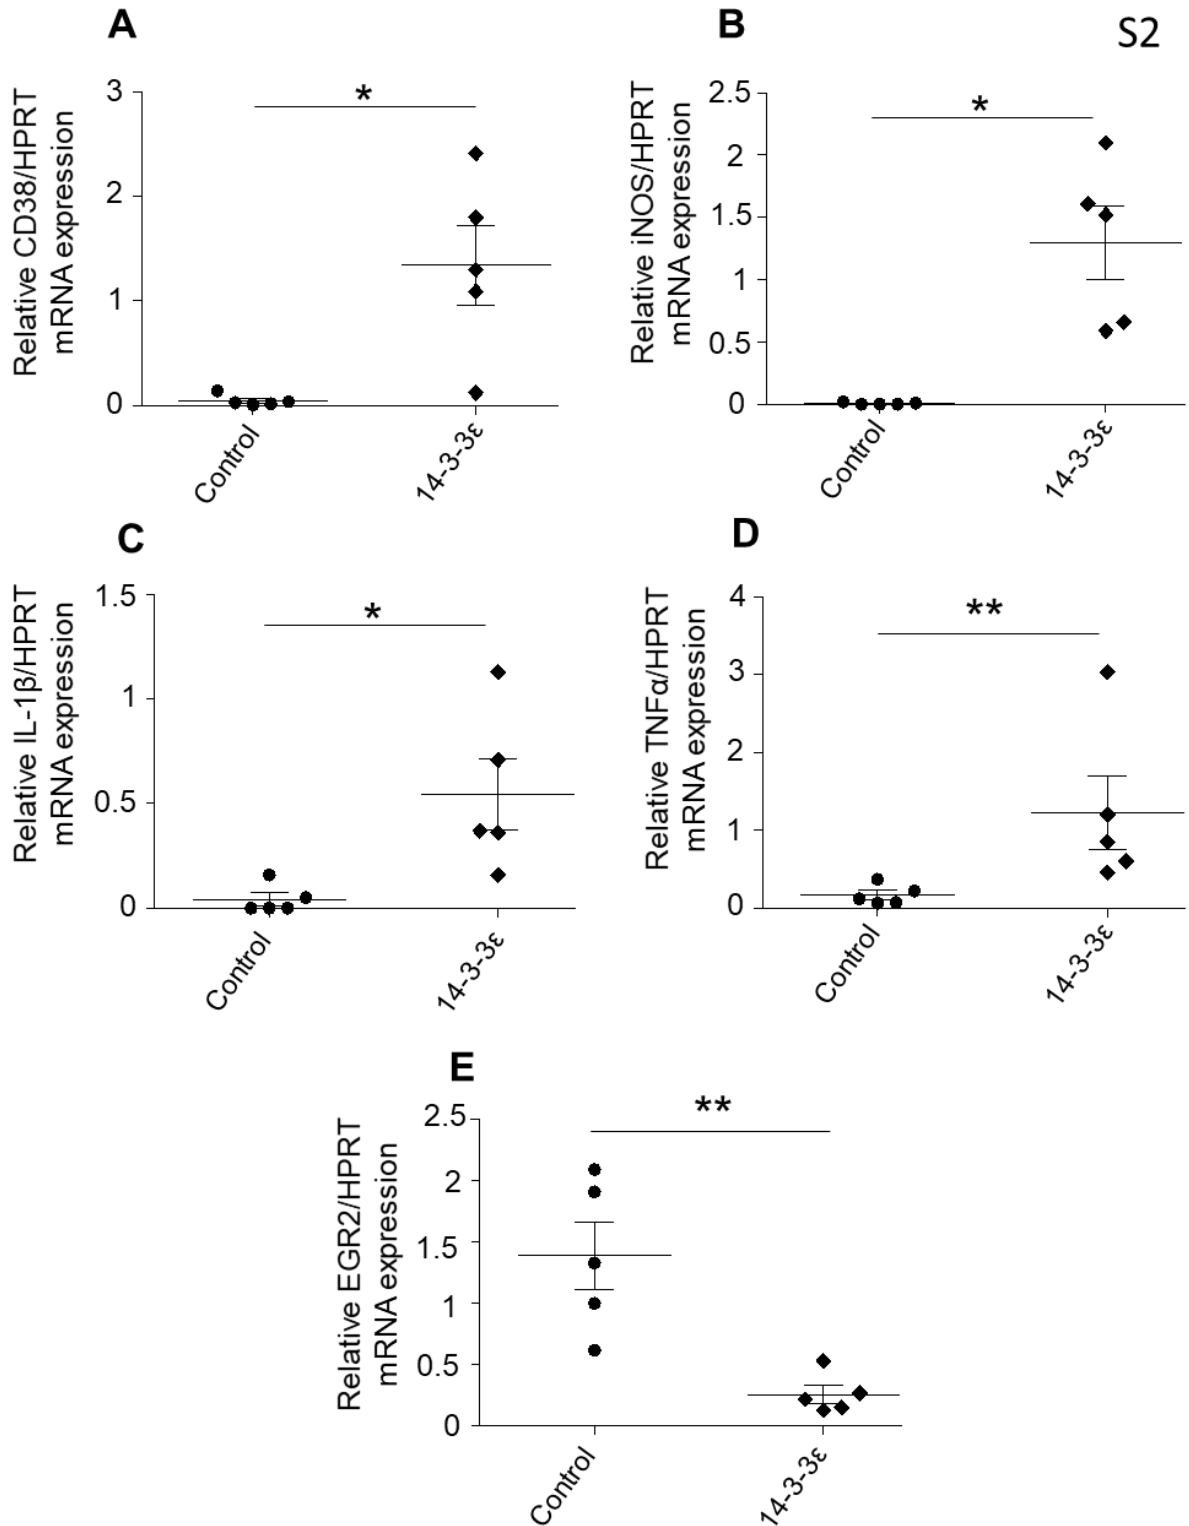 A
B
S2
Relative CD38/HPRT
mRNA expression
3
2
1
0
*
Control
14-3-3ε
Relative iNOS/HPRT
mRNA expression
2.5
2
1.5
1
0.5
0
*
Control
14-3-3ε
C
D
Relative IL-1β/HPRT
mRNA expression
1.5
1
0.5
0
*
Control
14-3-3ε
Relative TNFα/HPRT
mRNA expression
4
3
2
1
0
**
Control
14-3-3ε
E
Relative EGR2/HPRT
mRNA expression
2.5
2
1.5
1
0.5
0
**
Control
14-3-3ε